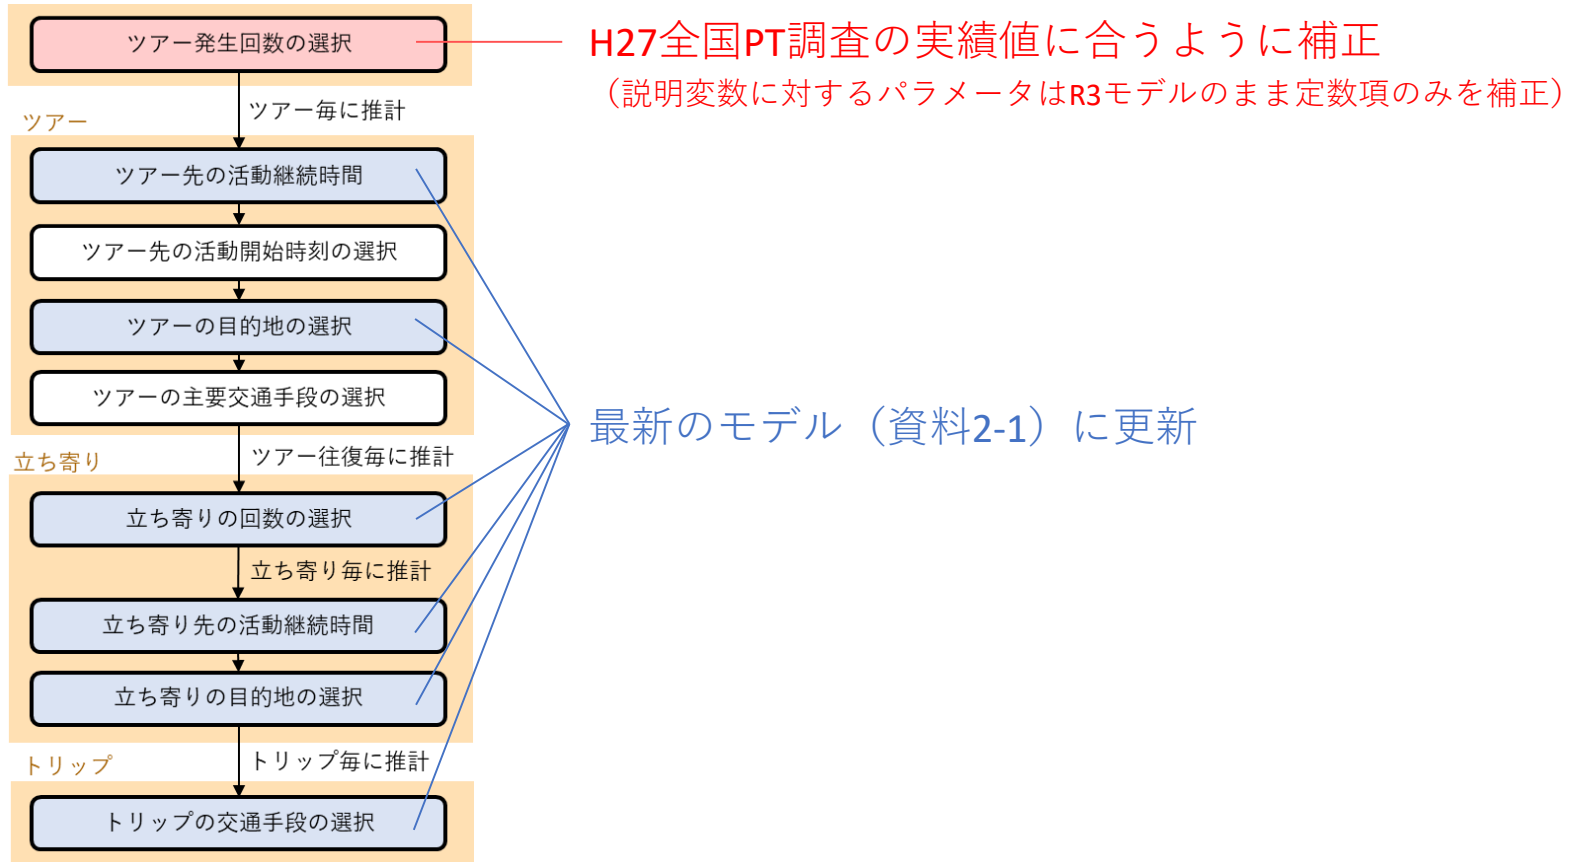 ツアー発生回数の選択
H27全国PT調査の実績値に合うように補正
（説明変数に対するパラメータはR3モデルのまま定数項のみを補正）
ツアー毎に推計
ツアー
ツアー先の活動継続時間
ツアー先の活動開始時刻の選択
ツアーの目的地の選択
ツアーの主要交通手段の選択
最新のモデル（資料2-1）に更新
ツアー往復毎に推計
立ち寄り
立ち寄りの回数の選択
立ち寄り毎に推計
立ち寄り先の活動継続時間
立ち寄りの目的地の選択
トリップ毎に推計
トリップ
トリップの交通手段の選択